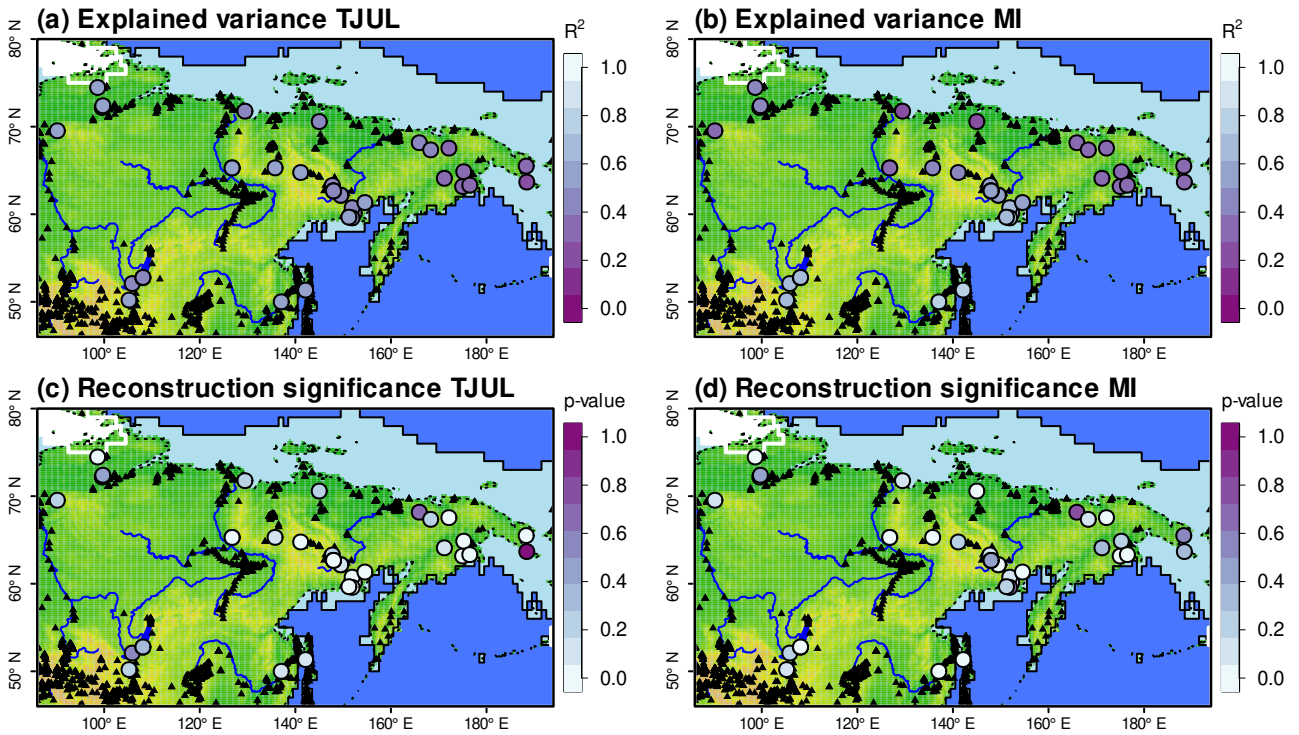 (a) Explained variance TJUL
R²
80° N
70° N
60° N
50° N
100° E
120° E
140° E
160° E
180° E
1.0
0.8
0.6
0.4
0.2
0.0
(b) Explained variance MI
R²
80° N
70° N
60° N
50° N
100° E
120° E
140° E
160° E
180° E
1.0
0.8
0.6
0.4
0.2
0.0
(c) Reconstruction significance TJUL
p-value
80° N
70° N
60° N
50° N
100° E
120° E
140° E
160° E
180° E
1.0
0.8
0.6
0.4
0.2
0.0
(d) Reconstruction significance MI
p-value
80° N
70° N
60° N
50° N
100° E
120° E
140° E
160° E
180° E
1.0
0.8
0.6
0.4
0.2
0.0